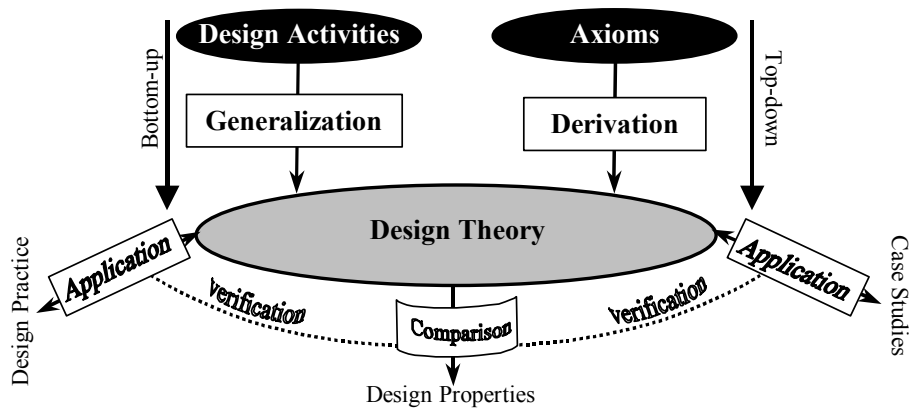 Design Activities
Axioms
Bottom-up
Top-down
Generalization
Derivation
Design Theory
Application
Application
Design Practice
Case Studies
Verification
Verification
Comparison
Design Properties